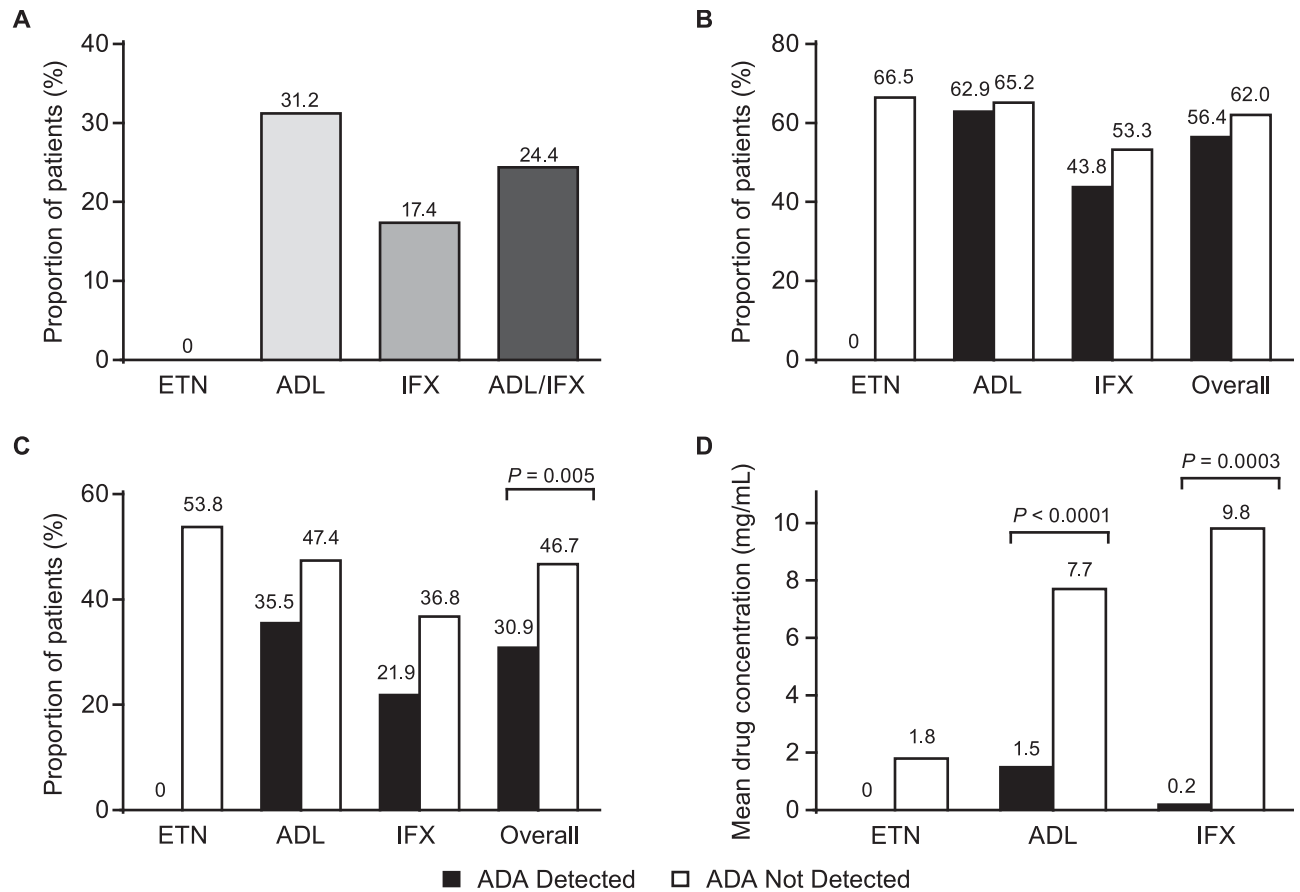 A
Proportion of patients (%)
40
30
20
10
0
0
31.2
17.4
24.4
ETN ADL IFX ADL/IFX
B
Proportion of patients (%)
80
60
40
20
0
0
66.5
62.9
65.2
43.8
53.3
56.4
62.0
ETN ADL IFX Overall
C
Proportion of patients (%)
60
40
20
0
0
53.8
35.5
47.4
21.9
36.8
30.9
46.7
P = 0.005
ETN ADL IFX Overall
D
Mean drug concentration (mg/mL)
10
8
6
4
2
0
0
1.8
1.5
7.7
P < 0.0001
0.2
9.8
P = 0.0003
ETN ADL IFX
ADA Detected ADA Not Detected